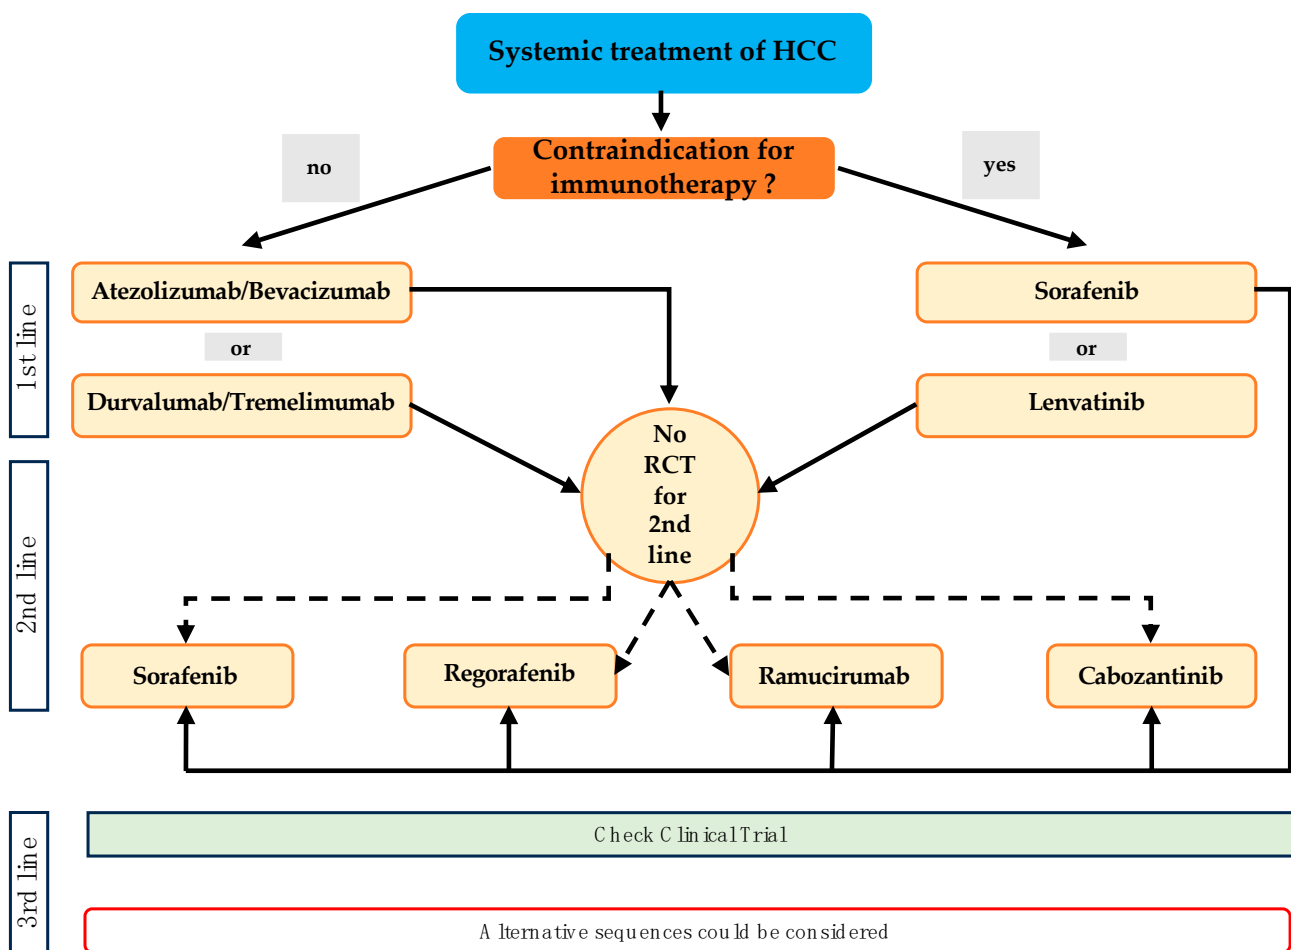 Systemic treatment of HCC
no
Contraindication for
immunotherapy ?
yes
1st line
Atezolizumab/Bevacizumab
or
Durvalumab/Tremelimumab
Sorafenib
or
Lenvatinib
No
RCT
for
2nd
line
2nd line
Sorafenib
Regorafenib
Ramucirumab
Cabozantinib
3rd line
Check Clinical Trial
Alternative sequences could be considered